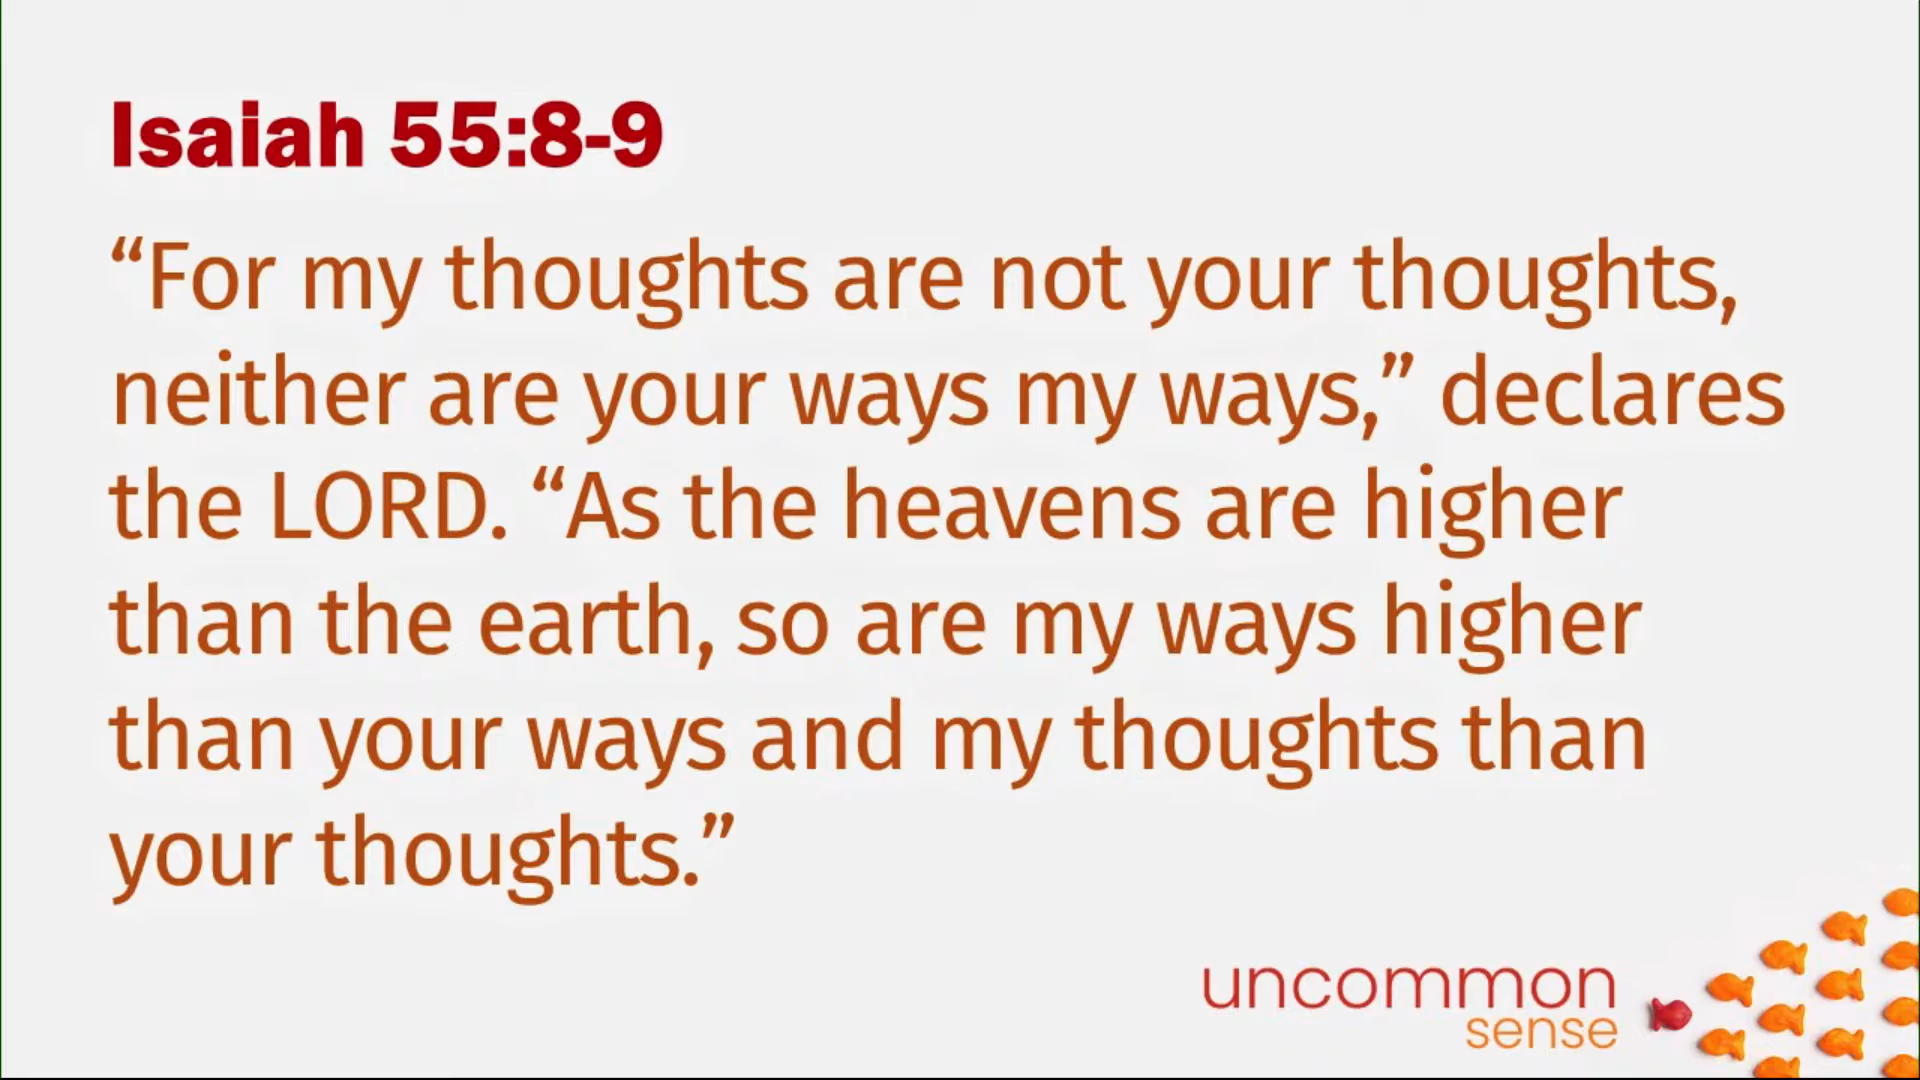 Isaiah 55:8-9
“For my thoughts are not your thoughts,
neither are your ways my ways,” declares
the LORD. “As the heavens are higher
than the earth, so are my ways higher
than your ways and my thoughts than
your thoughts.”
uncommon
sense